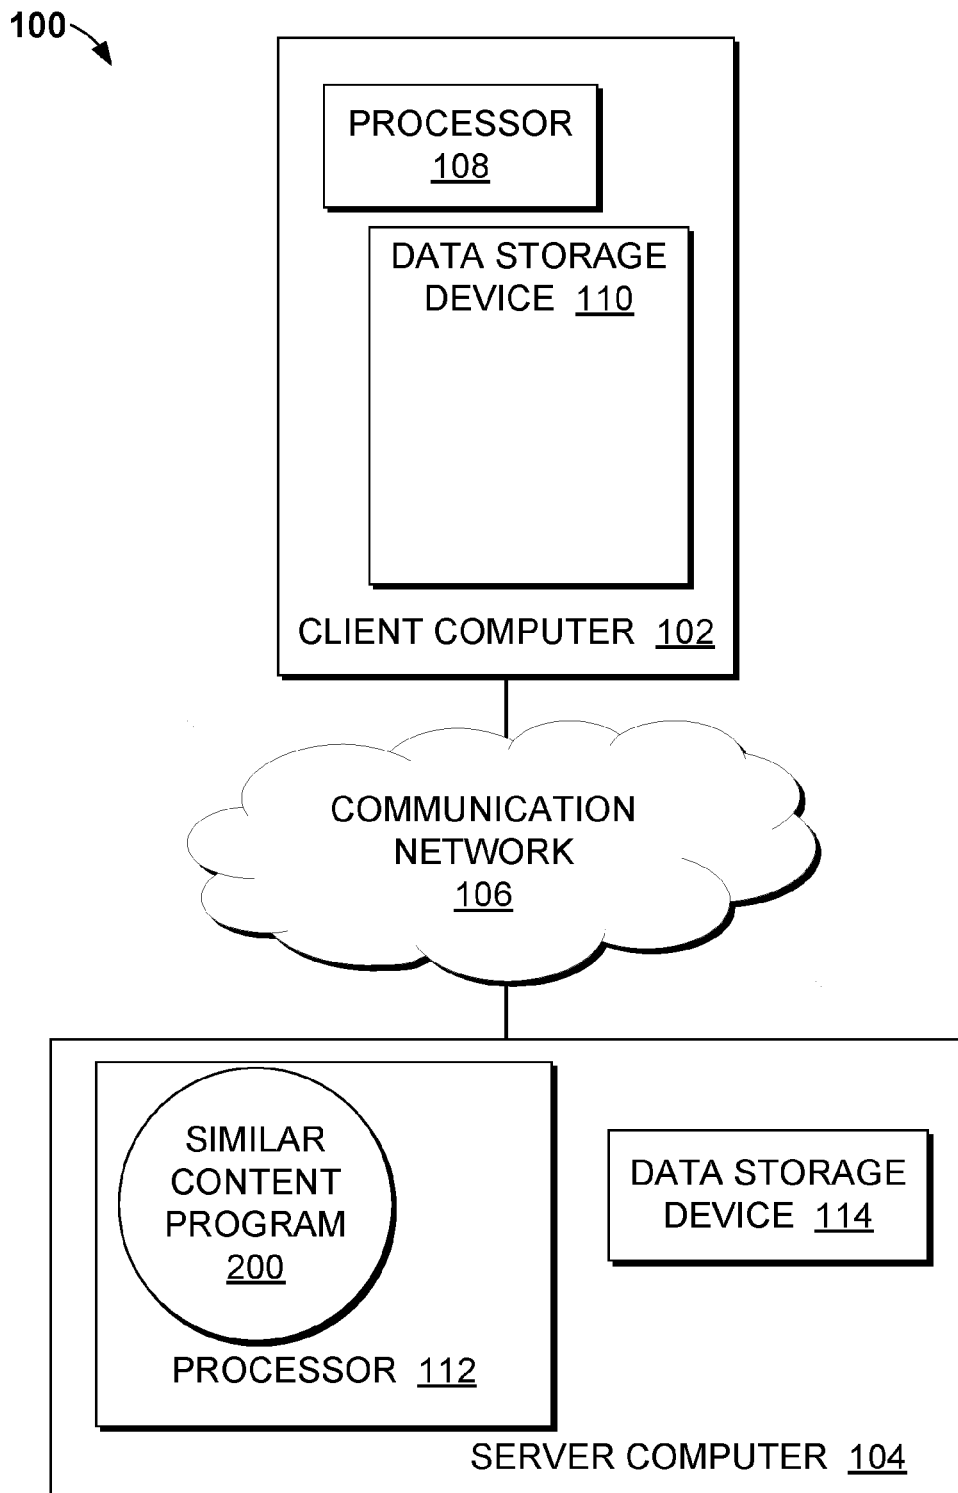 100
PROCESSOR
108
DATA STORAGE
DEVICE 110
CLIENT COMPUTER 102
COMMUNICATION
NETWORK
106
SIMILAR
CONTENT
PROGRAM
200
PROCESSOR 112
DATA STORAGE
DEVICE 114
SERVER COMPUTER 104